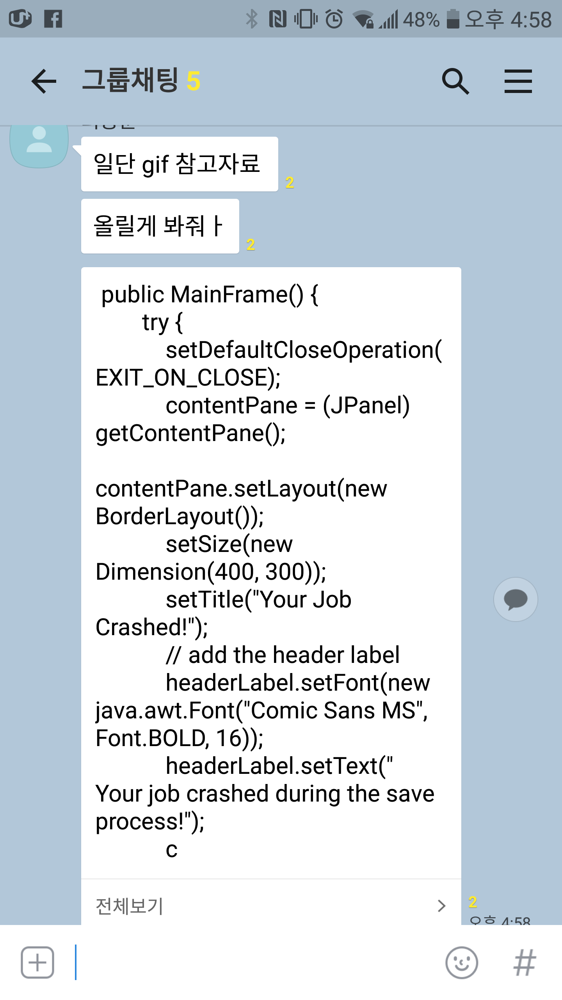 48% 오후 4:58
그룹채팅 5
일단 gif 참고자료
2
올릴게 봐줘ㅏ
2
public MainFrame() {
try {
setDefaultCloseOperation(
EXIT_ON_CLOSE);
contentPane = (JPanel)
getContentPane();
contentPane.setLayout(new
BorderLayout());
setSize(new
Dimension(400, 300));
setTitle("Your Job
Crashed!");
// add the header label
headerLabel.setFont(new
java.awt.Font("Comic Sans MS",
Font.BOLD, 16));
headerLabel.setText("
Your job crashed during the save
process!");
c
전체보기
2
오후 4:58
#